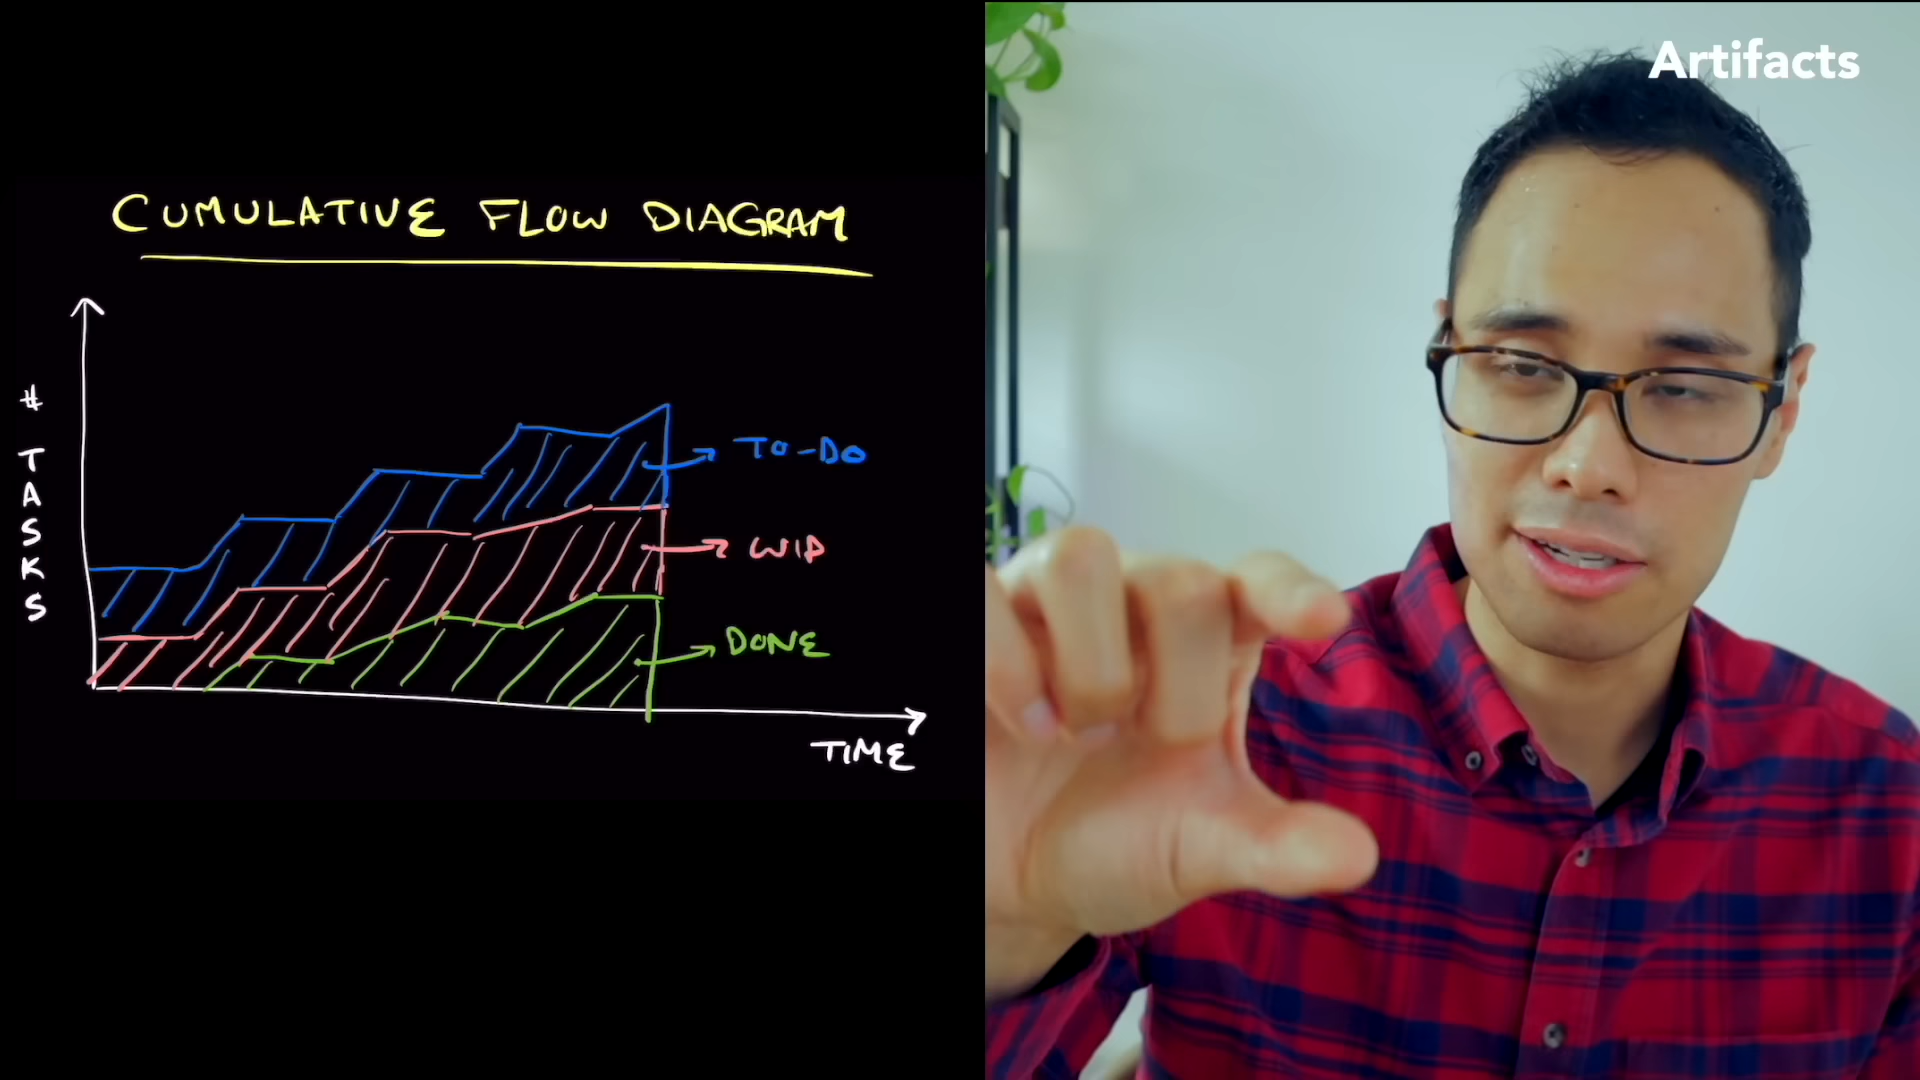 Artifacts
CUMULATIVE FLOW DIAGRAM
# TASKS
TO-DO
WIP
DONE
TIME